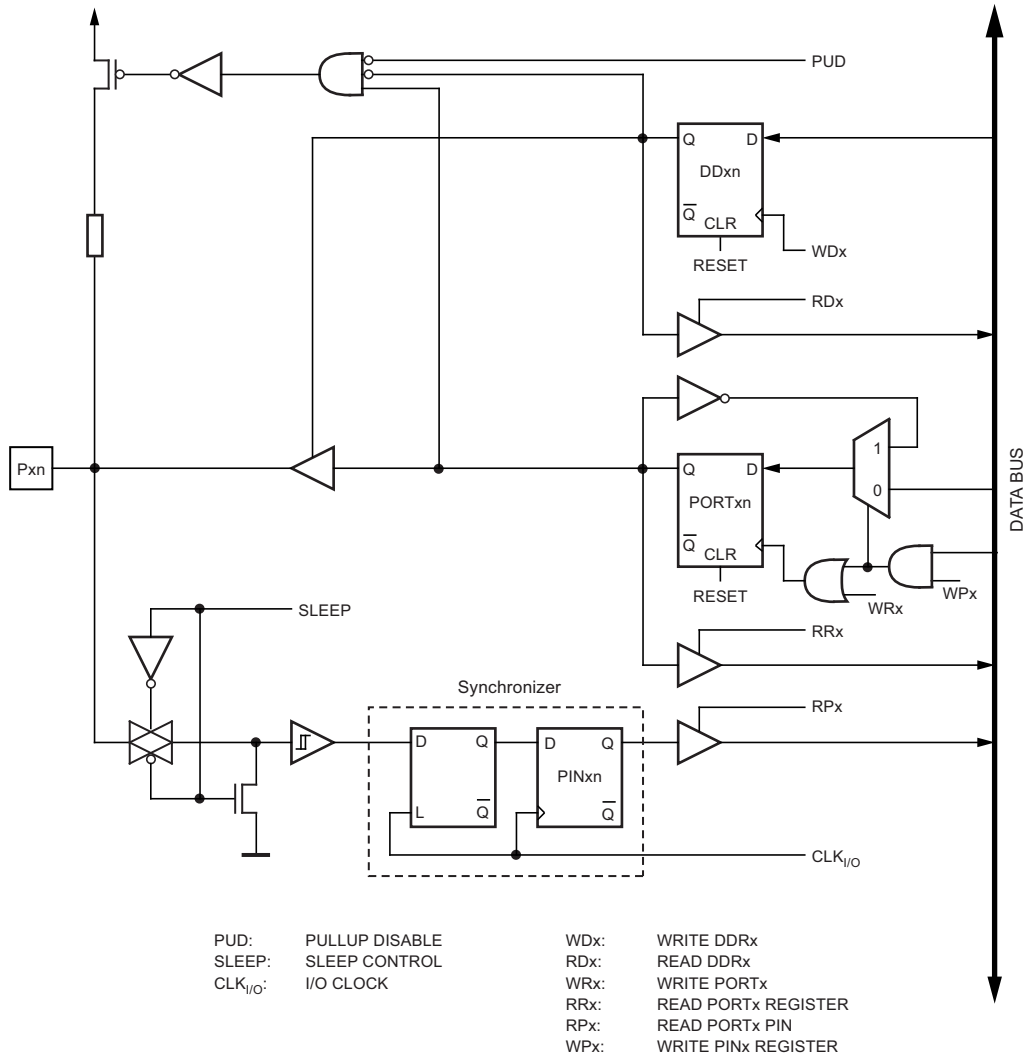 PUD
Q D
DDxn
Q̅
CLR
RESET
WDx
RDx
Pxn
1
Q D
0
PORTxn
Q̅
CLR
RESET
WRx
WPx
DATA BUS
SLEEP
RRx
Synchronizer
RPx
D Q
D Q
PINxn
L Q̅
Q̅
CLK I/O
PUD: PULLUP DISABLE
SLEEP: SLEEP CONTROL
CLK I/O: I/O CLOCK
WDx: WRITE DDRx
RDx: READ DDRx
WRx: WRITE PORTx
RRx: READ PORTx REGISTER
RPx: READ PORTx PIN
WPx: WRITE PINx REGISTER